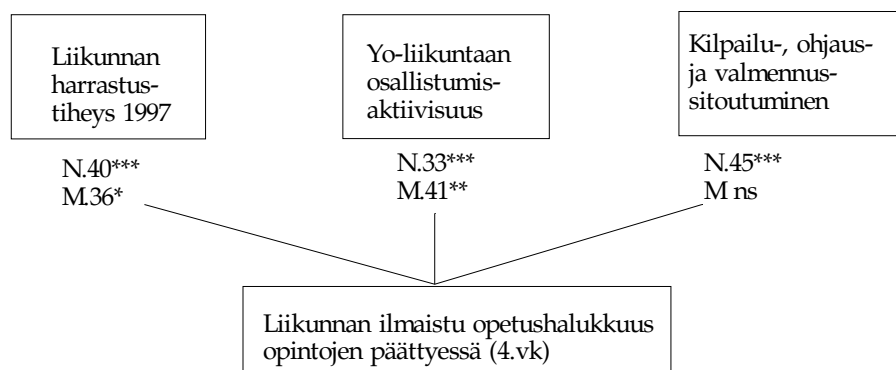 Liikunnan
harrastus-
tiheys 1997
N.40***
M.36*
Yo-liikuntaan
osallistumis-
aktiivisuus
N.33***
M.41**
Kilpailu-, ohjaus-
ja valmennus-
sitoutuminen
N.45***
M ns
Liikunnan ilmaistu opetushalukkuus
opintojen päättyessä (4.vk)